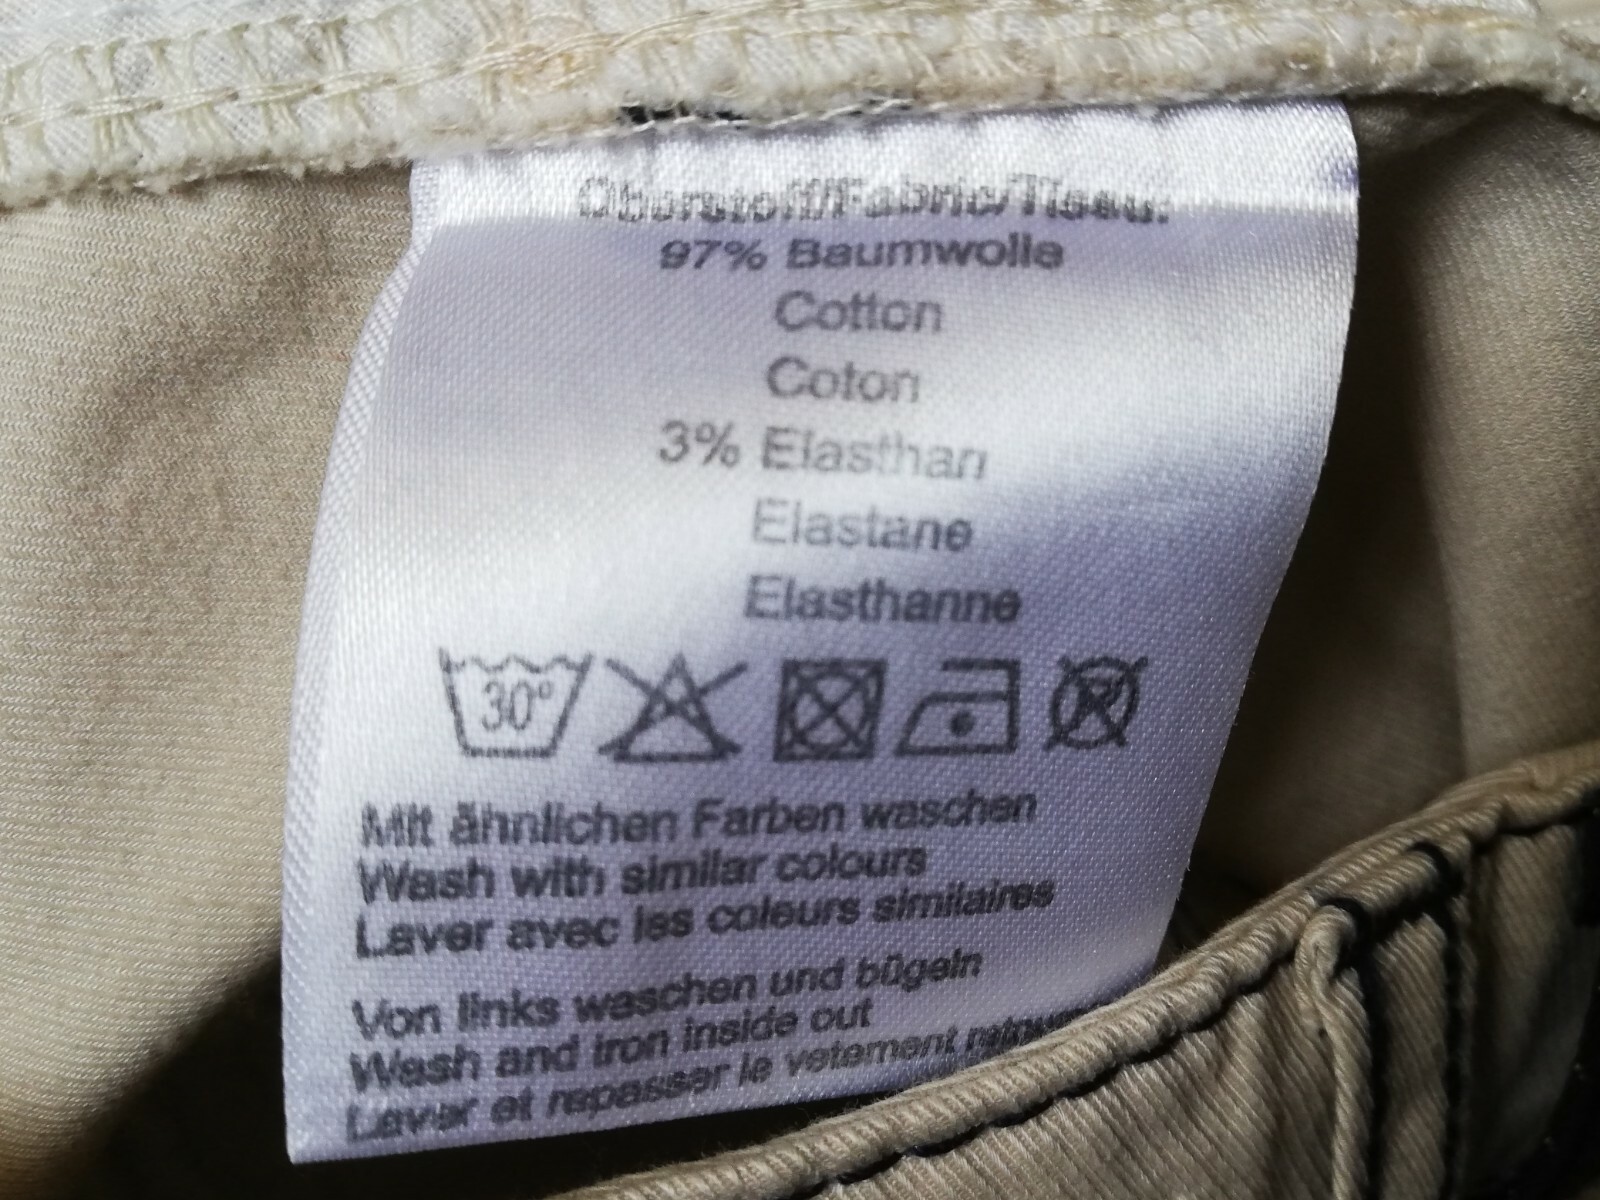 Oberstoff/Fabric/Tissu:
97% Baumwolle
Cotton
Coton
3% Elasthan
Elastane
Elasthanne
30°
Mit ähnlichen Farben waschen
Wash with similar colours
Laver avec les coleurs similaires
Von links waschen und bügeln
Wash and iron inside out
Laver et repasser le vetement